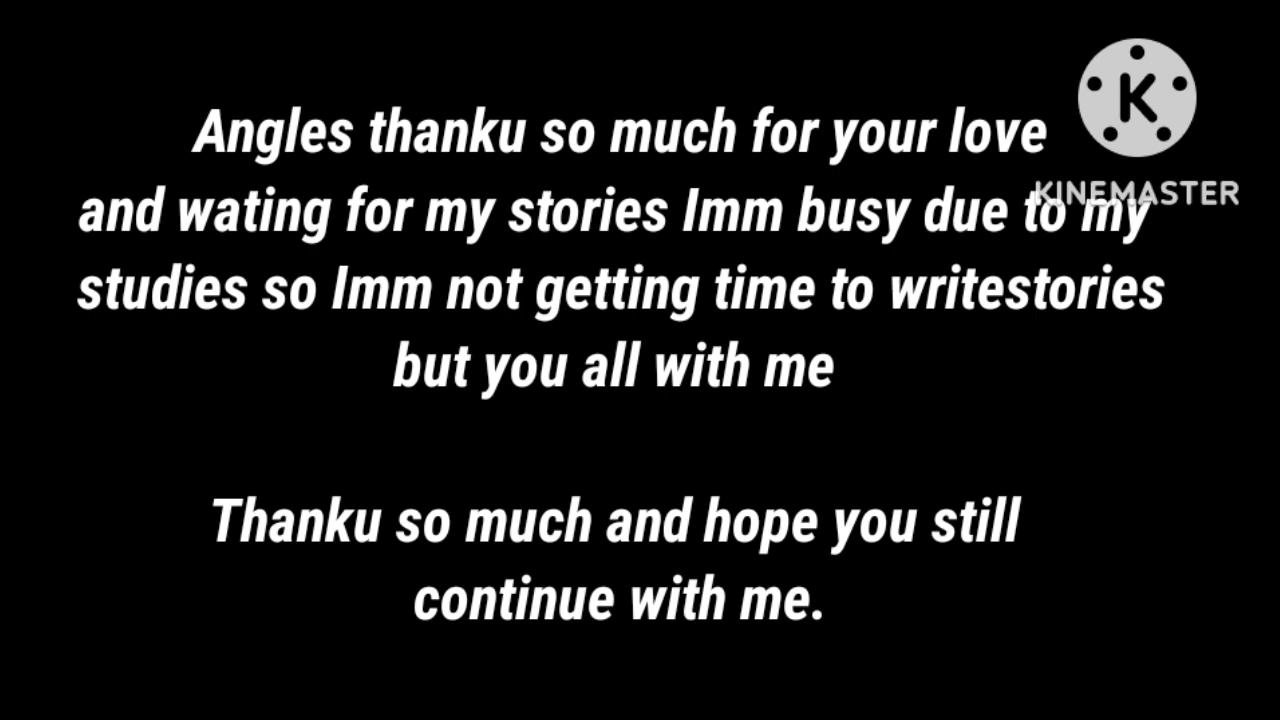 Angles thanku so much for your love
and wating for my stories Imm busy due to my
studies so Imm not getting time to writestories
but you all with me
Thanku so much and hope you still
continue with me.
K
KINEMASTER